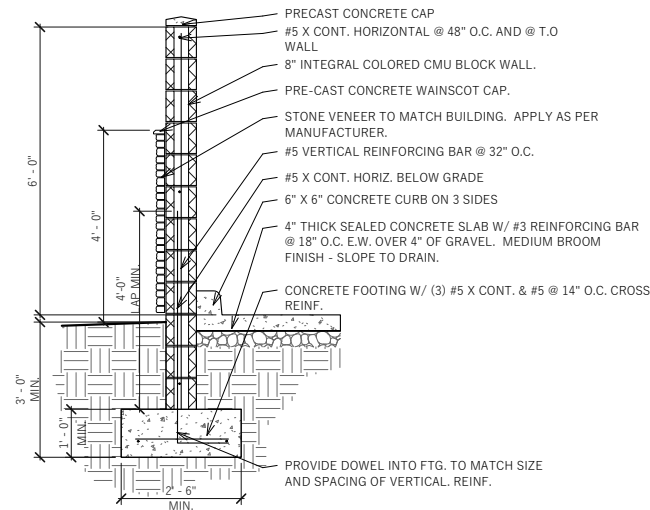 PRECAST CONCRETE CAP
#5 X CONT. HORIZONTAL @ 48" O.C. AND @ T.O
WALL
8" INTEGRAL COLORED CMU BLOCK WALL.
PRE-CAST CONCRETE WAINSCOT CAP.
STONE VENEER TO MATCH BUILDING. APPLY AS PER
MANUFACTURER.
#5 VERTICAL REINFORCING BAR @ 32" O.C.
#5 X CONT. HORIZ. BELOW GRADE
6" X 6" CONCRETE CURB ON 3 SIDES
4" THICK SEALED CONCRETE SLAB W/ #3 REINFORCING BAR
@ 18" O.C. E.W. OVER 4" OF GRAVEL. MEDIUM BROOM
FINISH - SLOPE TO DRAIN.
CONCRETE FOOTING W/ (3) #5 X CONT. & #5 @ 14" O.C. CROSS
REINF.
PROVIDE DOWEL INTO FTG. TO MATCH SIZE
AND SPACING OF VERTICAL. REINF.
6' - 0"
4' - 0"
4'-0"
LAP MIN.
3' - 0"
MIN.
1' - 0"
MIN.
2' - 6"
MIN.